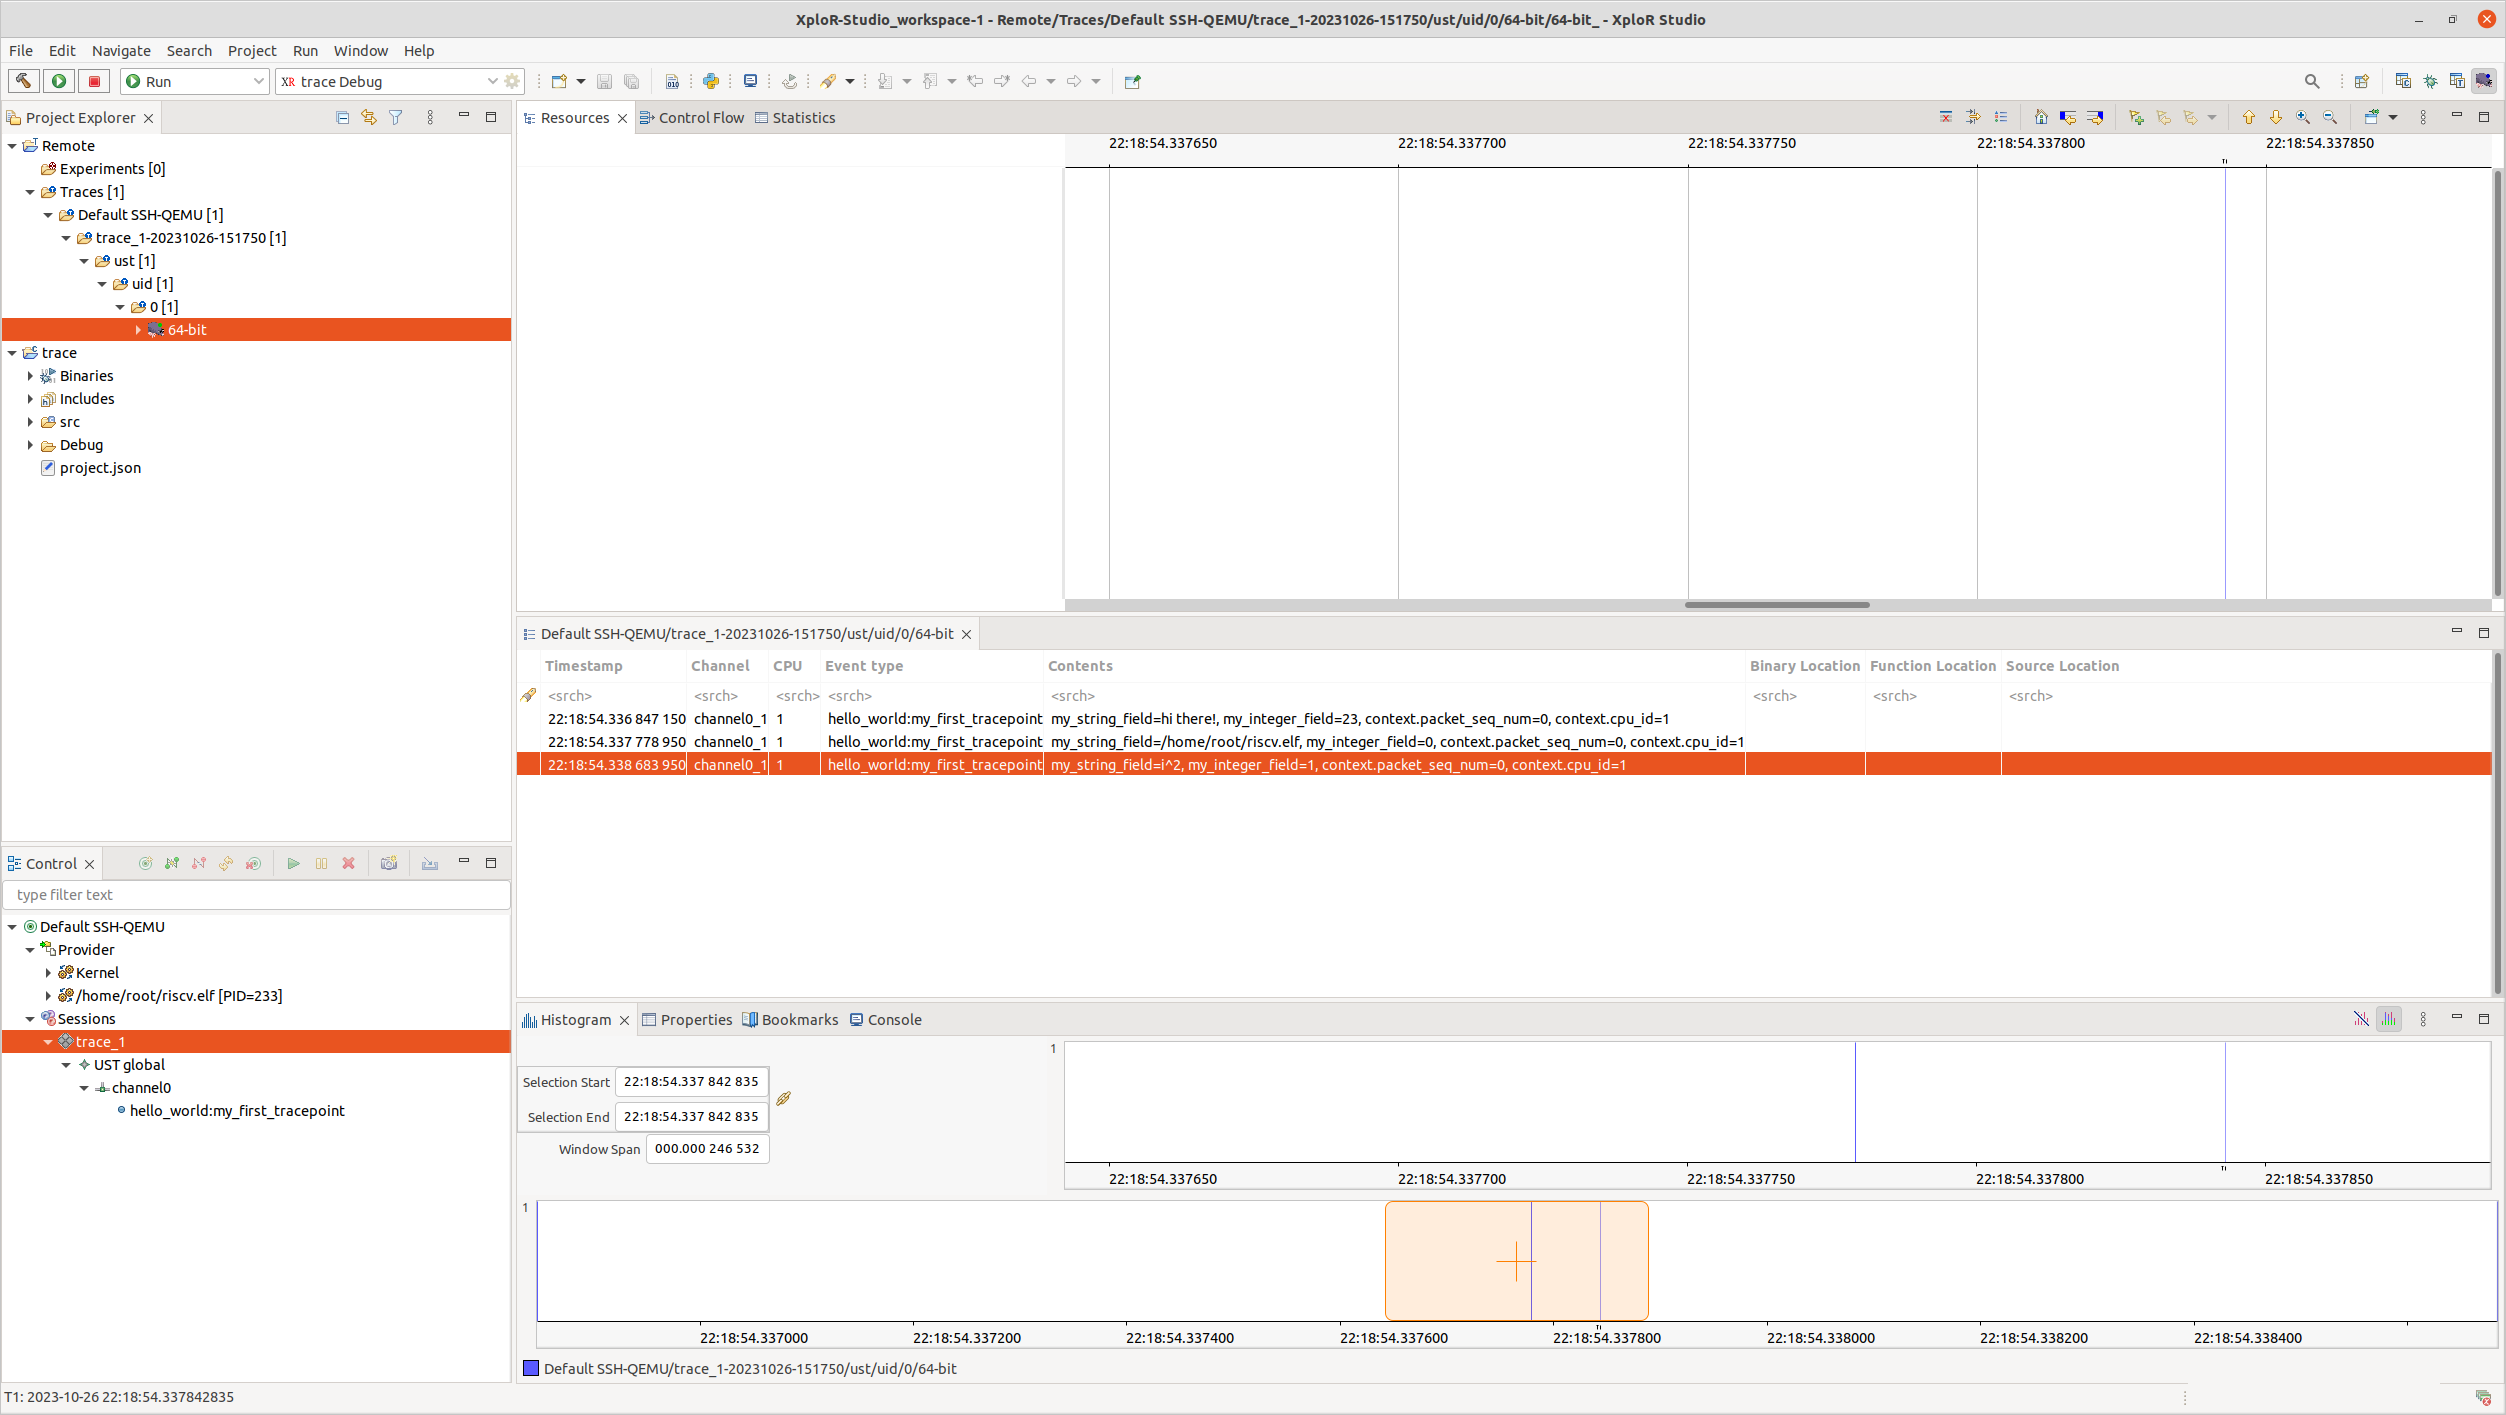 XploR-Studio_workspace-1 - Remote/Traces/Default SSH-QEMU/trace_1-20231026-151750/ust/uid/0/64-bit/64-bit_ - XploR Studio
File Edit Navigate Search Project Run Window Help
Run XR trace Debug
Project Explorer
Remote
Experiments [0]
Traces [1]
Default SSH-QEMU [1]
trace_1-20231026-151750 [1]
ust [1]
uid [1]
0 [1]
64-bit
trace
Binaries
Includes
src
Debug
project.json
Resources Control Flow Statistics
22:18:54.337650 22:18:54.337700 22:18:54.337750 22:18:54.337800 22:18:54.337850
Default SSH-QEMU/trace_1-20231026-151750/ust/uid/0/64-bit
Timestamp Channel CPU Event type Contents Binary Location Function Location Source Location
<srch> <srch> <srch> <srch> <srch> <srch> <srch> <srch>
22:18:54.336 847 150 channel0_1 1 hello_world:my_first_tracepoint my_string_field=hi there!, my_integer_field=23, context.packet_seq_num=0, context.cpu_id=1
22:18:54.337 778 950 channel0_1 1 hello_world:my_first_tracepoint my_string_field=/home/root/riscv.elf, my_integer_field=0, context.packet_seq_num=0, context.cpu_id=1
22:18:54.338 683 950 channel0_1 1 hello_world:my_first_tracepoint my_string_field=i^2, my_integer_field=1, context.packet_seq_num=0, context.cpu_id=1
Control
type filter text
Default SSH-QEMU
Provider
Kernel
/home/root/riscv.elf [PID=233]
Sessions
trace_1
UST global
channel0
hello_world:my_first_tracepoint
Histogram Properties Bookmarks Console
Selection Start 22:18:54.337 842 835
Selection End 22:18:54.337 842 835
Window Span 000.000 246 532
1
22:18:54.337650 22:18:54.337700 22:18:54.337750 22:18:54.337800 22:18:54.337850
1
22:18:54.337000 22:18:54.337200 22:18:54.337400 22:18:54.337600 22:18:54.337800 22:18:54.338000 22:18:54.338200 22:18:54.338400
Default SSH-QEMU/trace_1-20231026-151750/ust/uid/0/64-bit
T1: 2023-10-26 22:18:54.337842835